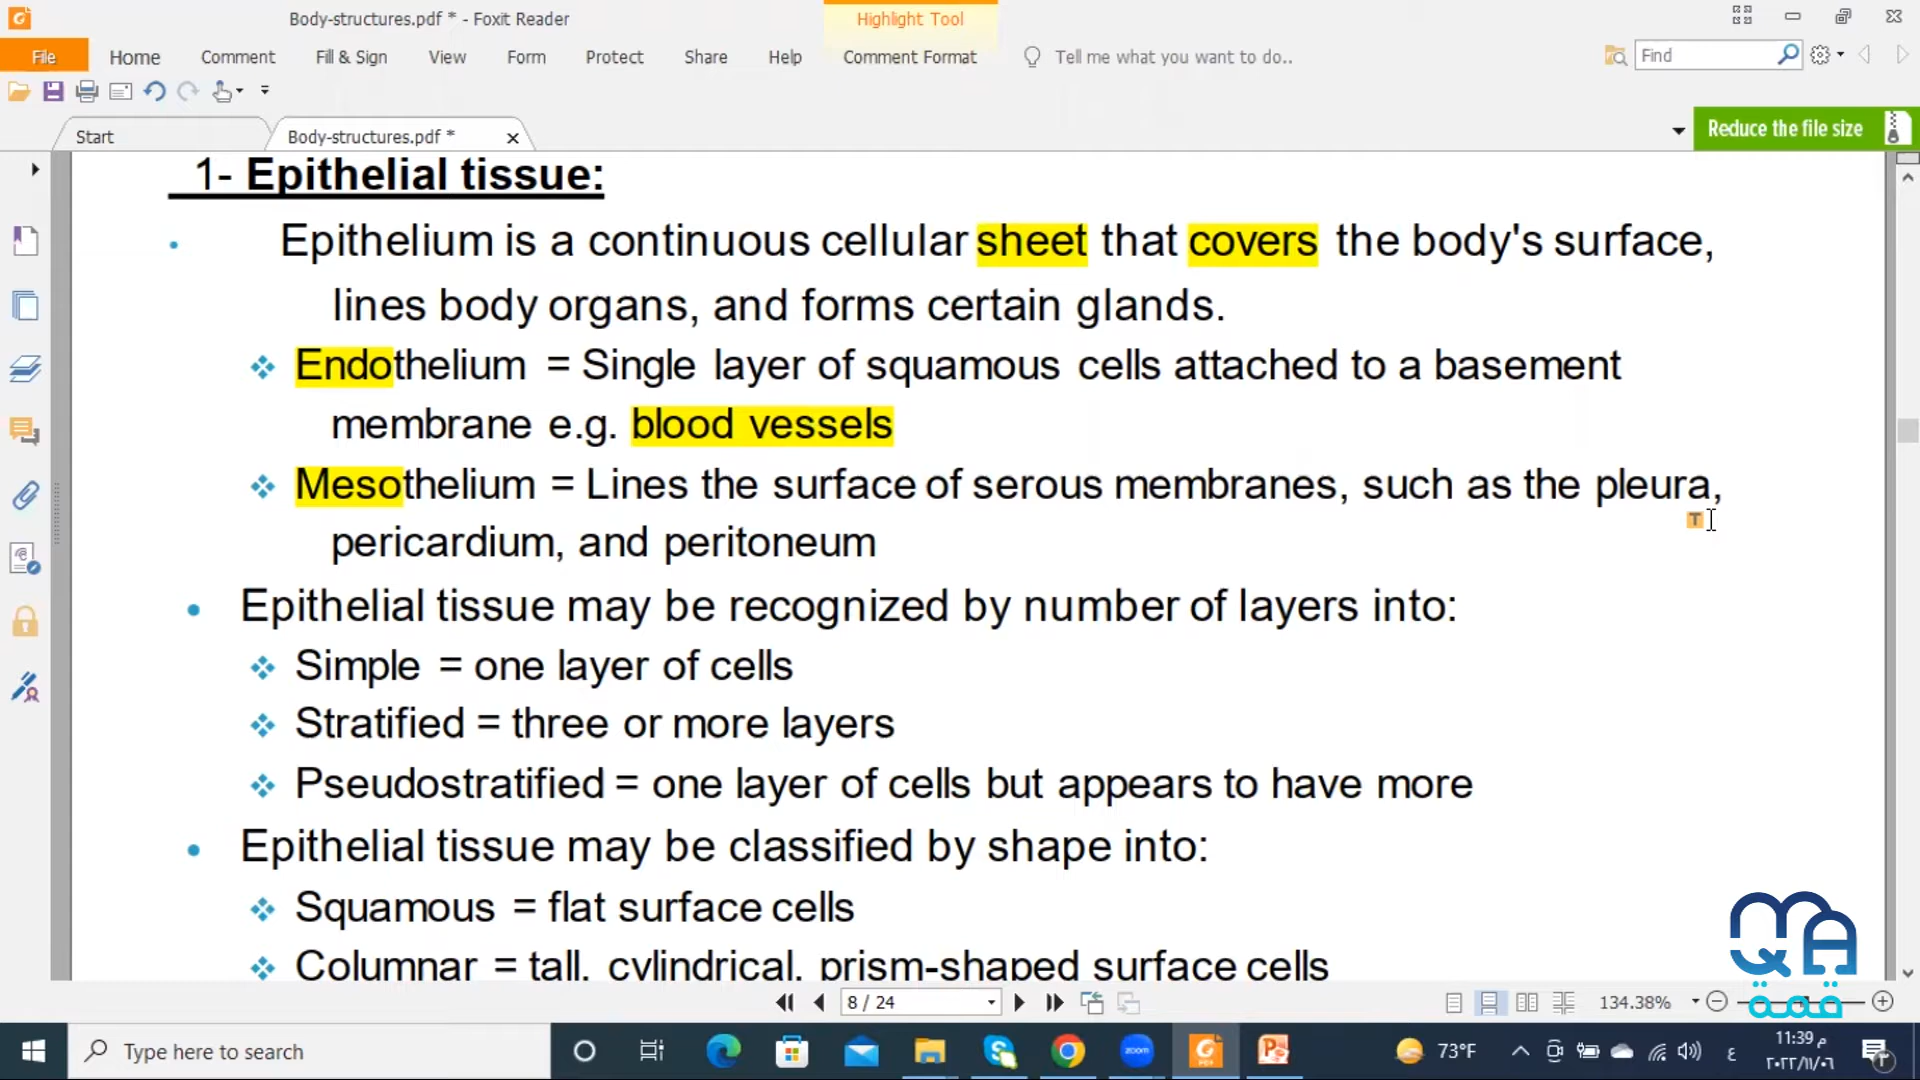 Body-structures.pdf * - Foxit Reader
Highlight Tool
File
Home
Comment
Fill & Sign
View
Form
Protect
Share
Help
Comment Format
Tell me what you want to do..
Find
Start
Body-structures.pdf *
Reduce the file size
1- Epithelial tissue:
• Epithelium is a continuous cellular sheet that covers the body's surface,
lines body organs, and forms certain glands.
❖ Endothelium = Single layer of squamous cells attached to a basement
membrane e.g. blood vessels
❖ Mesothelium = Lines the surface of serous membranes, such as the pleura,
T
pericardium, and peritoneum
• Epithelial tissue may be recognized by number of layers into:
❖ Simple = one layer of cells
❖ Stratified = three or more layers
❖ Pseudostratified = one layer of cells but appears to have more
• Epithelial tissue may be classified by shape into:
❖ Squamous = flat surface cells
❖ Columnar = tall, cylindrical, prism-shaped surface cells
QA
قمة
8 / 24
134.38%
Type here to search
zoom
73°F
ع
11:39 م
٢٠٢٢/١١/٠٦